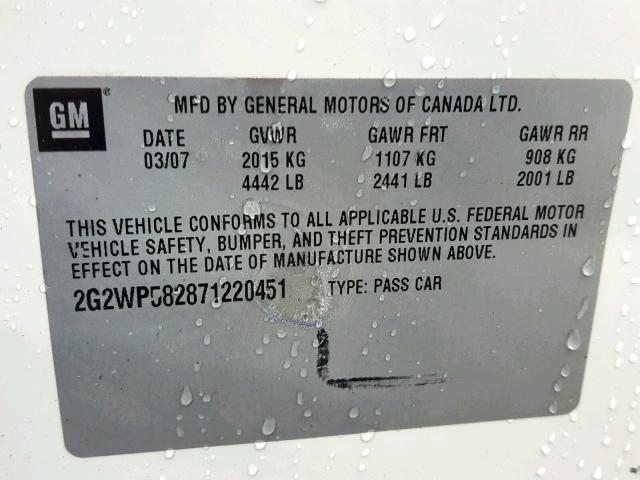 GM ®
MFD BY GENERAL MOTORS OF CANADA LTD.
DATE GVWR GAWR FRT GAWR RR
03/07 2015 KG 1107 KG 908 KG
4442 LB 2441 LB 2001 LB
THIS VEHICLE CONFORMS TO ALL APPLICABLE U.S. FEDERAL MOTOR
VEHICLE SAFETY, BUMPER, AND THEFT PREVENTION STANDARDS IN
EFFECT ON THE DATE OF MANUFACTURE SHOWN ABOVE.
2G2WP582871220451 TYPE: PASS CAR